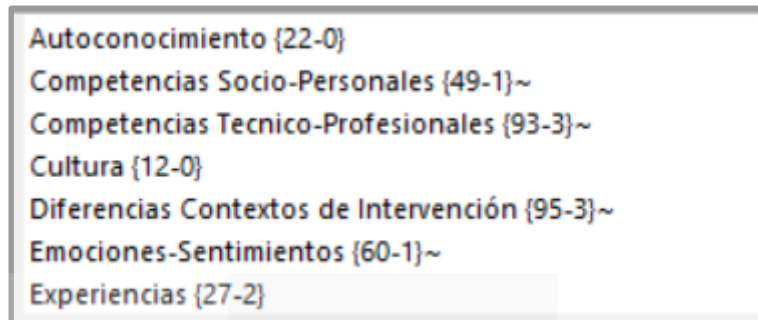 Autoconocimiento {22-0}
Competencias Socio-Personales {49-1}~
Competencias Tecnico-Profesionales {93-3}~
Cultura {12-0}
Diferencias Contextos de Intervención {95-3}~
Emociones-Sentimientos {60-1}~
Experiencias {27-2}